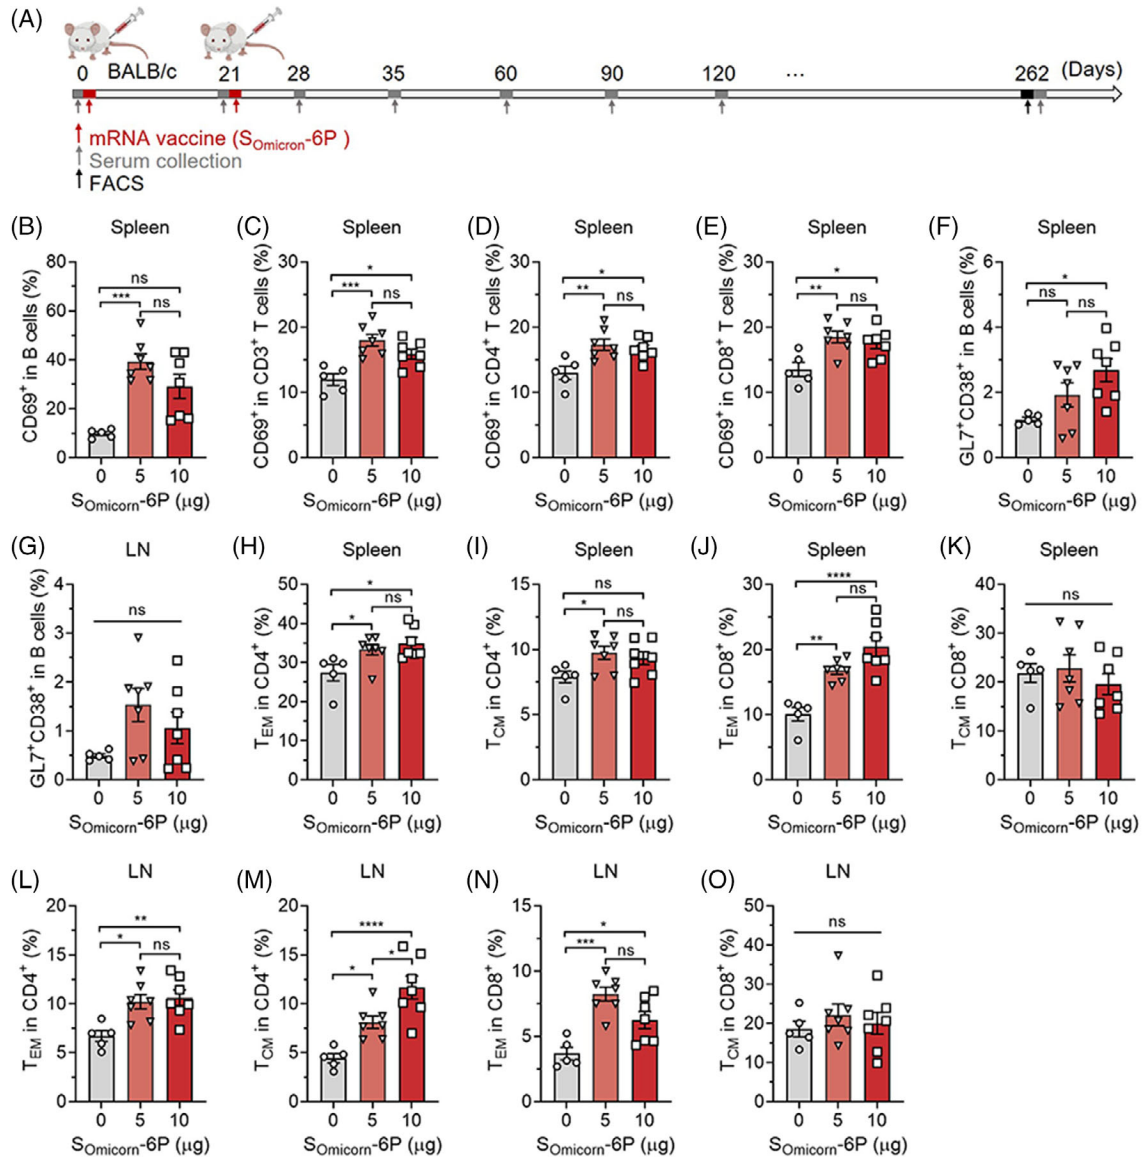 (A)
0 BALB/c 21 28 35 60 90 120 ... 262 (Days)
mRNA vaccine (SOmicron-6P )
Serum collection
FACS
(B) Spleen
CD69+ in B cells (%)
80
60
40
20
0
ns
***
ns
0 5 10
SOmicorn-6P (μg)
(C) Spleen
CD69+ in CD3+ T cells (%)
30
20
10
0
*
***
ns
0 5 10
SOmicorn-6P (μg)
(D) Spleen
CD69+ in CD4+ T cells (%)
30
20
10
0
*
**
ns
0 5 10
SOmicorn-6P (μg)
(E) Spleen
CD69+ in CD8+ T cells (%)
30
20
10
0
*
**
ns
0 5 10
SOmicorn-6P (μg)
(F) Spleen
GL7+CD38+ in B cells (%)
6
4
2
0
*
ns
ns
0 5 10
SOmicorn-6P (μg)
(G) LN
GL7+CD38+ in B cells (%)
4
3
2
1
0
ns
0 5 10
SOmicorn-6P (μg)
(H) Spleen
TEM in CD4+ (%)
50
40
30
20
10
0
*
*
ns
0 5 10
SOmicorn-6P (μg)
(I) Spleen
TCM in CD4+ (%)
15
10
5
0
ns
*
ns
0 5 10
SOmicorn-6P (μg)
(J) Spleen
TEM in CD8+ (%)
30
20
10
0
****
**
ns
0 5 10
SOmicorn-6P (μg)
(K) Spleen
TCM in CD8+ (%)
40
30
20
10
0
ns
0 5 10
SOmicorn-6P (μg)
(L) LN
TEM in CD4+ (%)
20
15
10
5
0
**
*
ns
0 5 10
SOmicorn-6P (μg)
(M) LN
TCM in CD4+ (%)
20
15
10
5
0
****
*
*
0 5 10
SOmicorn-6P (μg)
(N) LN
TEM in CD8+ (%)
15
10
5
0
*
***
ns
0 5 10
SOmicorn-6P (μg)
(O) LN
TCM in CD8+ (%)
50
40
30
20
10
0
ns
0 5 10
SOmicorn-6P (μg)